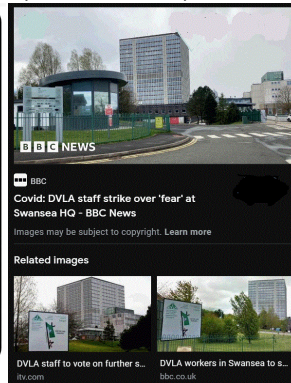 BBC NEWS
BBC
Covid: DVLA staff strike over 'fear' at
Swansea HQ - BBC News
Images may be subject to copyright. Learn more
Related images
DVLA staff to vote on further s...
DVLA workers in Swansea to s...
itv.com
bbc.co.uk